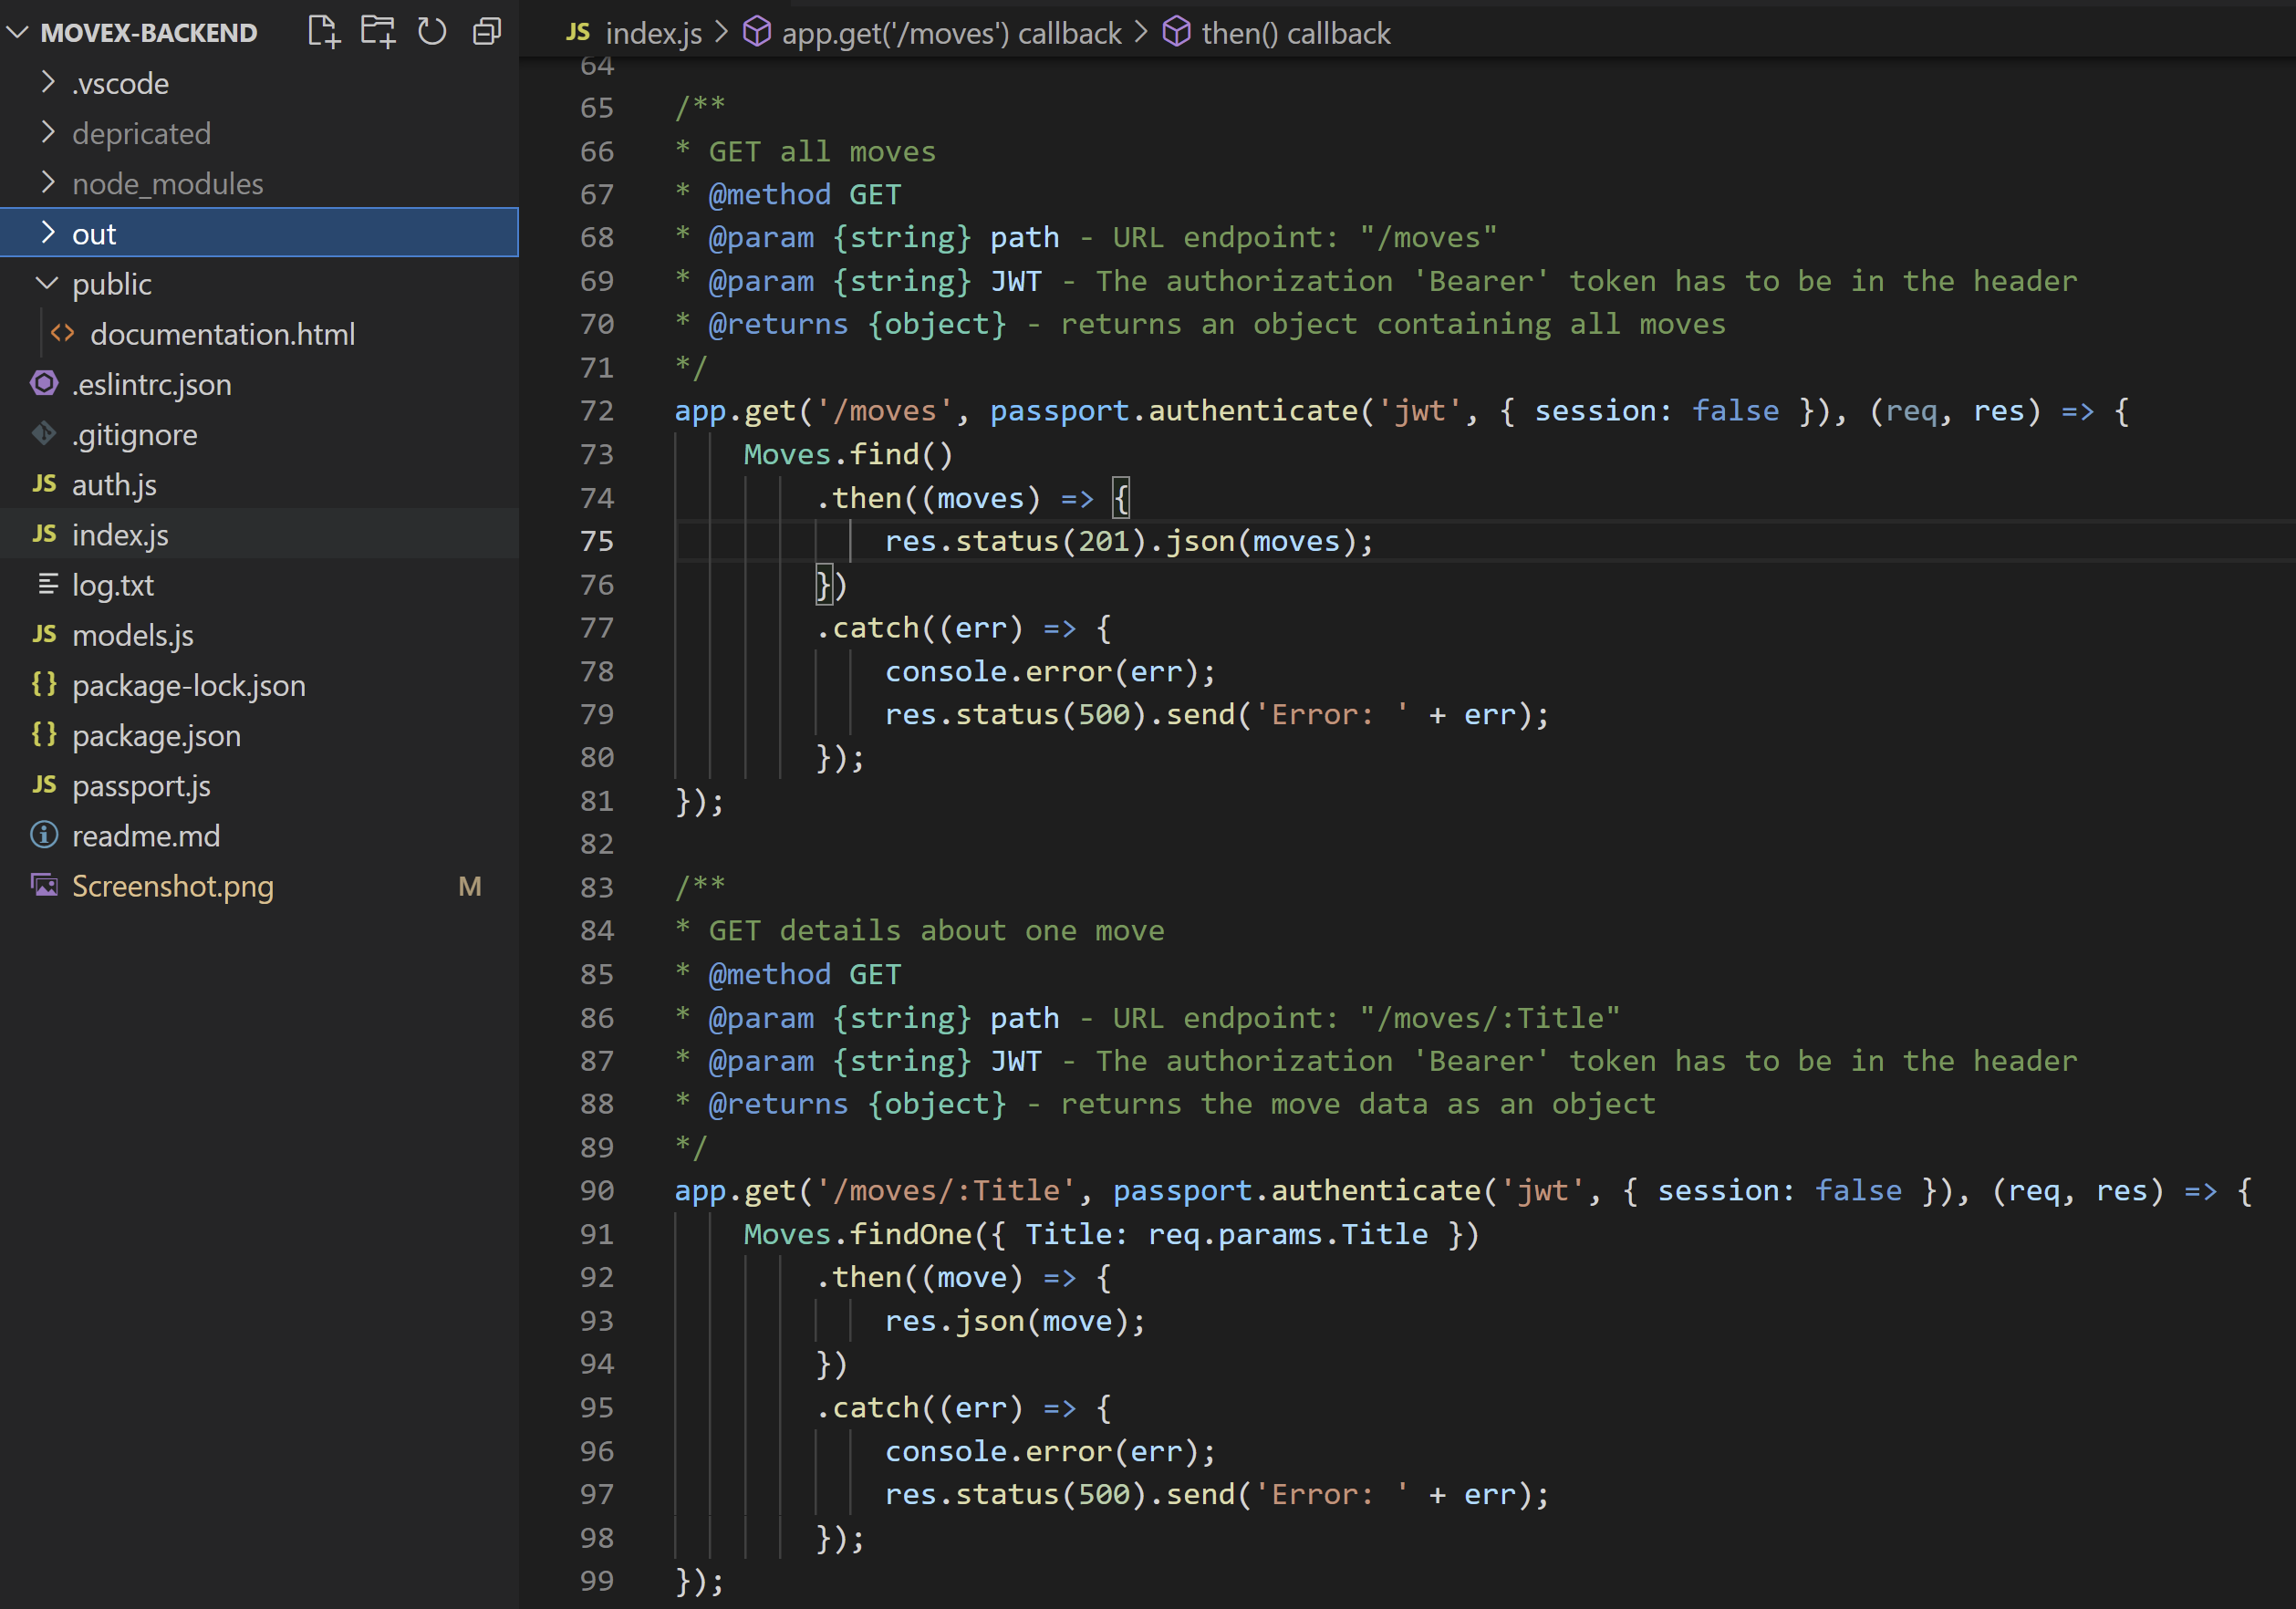 MOVEX-BACKEND
.vscode
depricated
node_modules
out
public
documentation.html
.eslintrc.json
.gitignore
JS auth.js
JS index.js
log.txt
JS models.js
{} package-lock.json
{} package.json
JS passport.js
readme.md
Screenshot.png M
JS index.js > app.get('/moves') callback > then() callback
64
65 /**
66 * GET all moves
67 * @method GET
68 * @param {string} path - URL endpoint: "/moves"
69 * @param {string} JWT - The authorization 'Bearer' token has to be in the header
70 * @returns {object} - returns an object containing all moves
71 */
72 app.get('/moves', passport.authenticate('jwt', { session: false }), (req, res) => {
73 Moves.find()
74 .then((moves) => {
75 res.status(201).json(moves);
76 })
77 .catch((err) => {
78 console.error(err);
79 res.status(500).send('Error: ' + err);
80 });
81 });
82
83 /**
84 * GET details about one move
85 * @method GET
86 * @param {string} path - URL endpoint: "/moves/:Title"
87 * @param {string} JWT - The authorization 'Bearer' token has to be in the header
88 * @returns {object} - returns the move data as an object
89 */
90 app.get('/moves/:Title', passport.authenticate('jwt', { session: false }), (req, res) => {
91 Moves.findOne({ Title: req.params.Title })
92 .then((move) => {
93 res.json(move);
94 })
95 .catch((err) => {
96 console.error(err);
97 res.status(500).send('Error: ' + err);
98 });
99 });